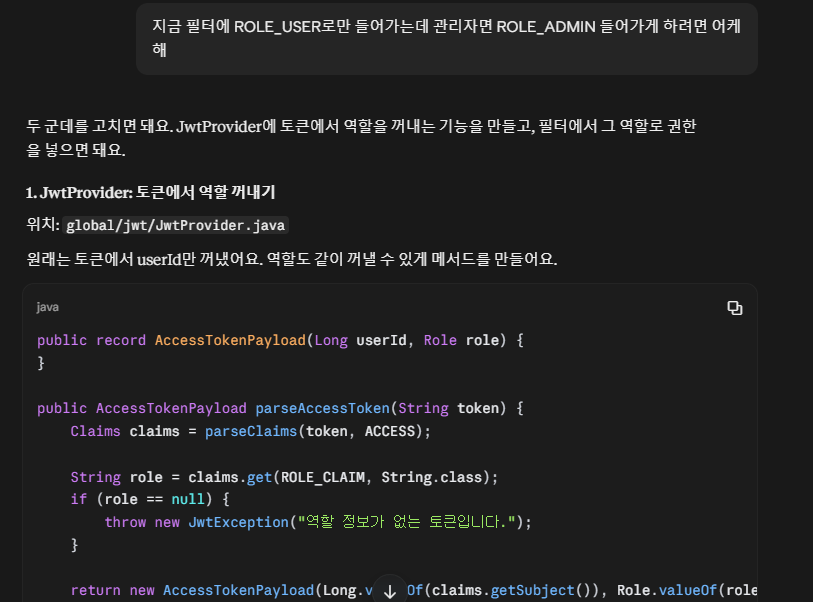 지금 필터에 ROLE_USER로만 들어가는데 관리자면 ROLE_ADMIN 들어가게 하려면 어케
해
두 군데를 고치면 돼요. JwtProvider에 토큰에서 역할을 꺼내는 기능을 만들고, 필터에서 그 역할로 권한
을 넣으면 돼요.
1. JwtProvider: 토큰에서 역할 꺼내기
위치: global/jwt/JwtProvider.java
원래는 토큰에서 userId만 꺼냈어요. 역할도 같이 꺼낼 수 있게 메서드를 만들어요.
java
public record AccessTokenPayload(Long userId, Role role) {
}
public AccessTokenPayload parseAccessToken(String token) {
    Claims claims = parseClaims(token, ACCESS);
    String role = claims.get(ROLE_CLAIM, String.class);
    if (role == null) {
        throw new JwtException("역할 정보가 없는 토큰입니다.");
    }
    return new AccessTokenPayload(Long.v Of(claims.getSubject()), Role.valueOf(role